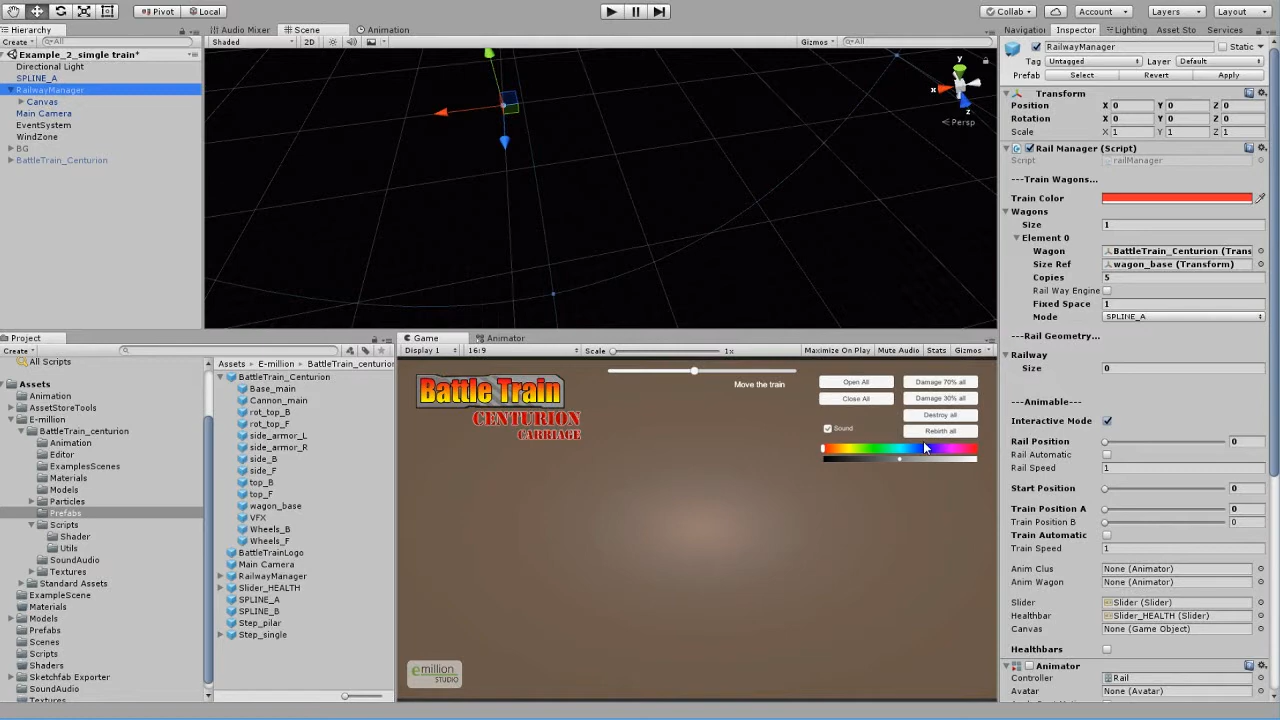 Pivot
Local
Collab
Account
Layers
Layout
Hierarchy
Audio Mixer
Scene
Animation
Navigation
Inspector
Lighting
Asset Sto
Services
Create
All
Shaded
2D
Gizmos
All
Example_2_simgle train*
Directional Light
SPLINE_A
RailwayManager
Canvas
Main Camera
EventSystem
WindZone
BG
BattleTrain_Centurion
y
x
z
Persp
RailwayManager
Static
Tag
Untagged
Layer
Default
Prefab
Select
Revert
Apply
Transform
Position
X 0 Y 0 Z 0
Rotation
X 0 Y 0 Z 0
Scale
X 1 Y 1 Z 1
Rail Manager (Script)
Script
railManager
---Train Wagons...
Train Color
Wagons
Size
1
Element 0
Wagon
BattleTrain_Centurion (Trans
Size Ref
wagon_base (Transform)
Copies
5
Rail Way Engine
Fixed Space
1
Mode
SPLINE_A
---Rail Geometry...
Railway
Size
0
---Animable...
Interactive Mode
Rail Position
0
Rail Automatic
Rail Speed
1
Start Position
0
Train Position A
0
Train Position B
0
Train Automatic
Train Speed
1
Anim Clus
None (Animator)
Anim Wagon
None (Animator)
Slider
Slider (Slider)
Healthbar
Slider_HEALTH (Slider)
Canvas
None (Game Object)
Healthbars
Animator
Controller
Rail
Avatar
None (Avatar)
Project
Create
All Scripts
Assets
Animation
AssetStoreTools
E-million
BattleTrain_centurion
Animation
Editor
ExamplesScenes
Materials
Models
Particles
Prefabs
Scripts
Shader
Utils
SoundAudio
Textures
Standard Assets
ExampleScene
Materials
Models
Prefabs
Scenes
Scripts
Shaders
Sketchfab Exporter
SoundAudio
Textures
Assets
E-million
BattleTrain_centurio
BattleTrain_Centurion
Base_main
Cannon_main
rot_top_B
rot_top_F
side_armor_L
side_armor_R
side_B
side_F
top_B
top_F
wagon_base
VFX
Wheels_B
Wheels_F
BattleTrainLogo
Main Camera
RailwayManager
Slider_HEALTH
SPLINE_A
SPLINE_B
Step_pilar
Step_single
Game
Animator
Display 1
16:9
Scale
1x
Maximize On Play
Mute Audio
Stats
Gizmos
Battle Train
CENTURION
CARRIAGE
Move the train
Open All
Damage 70% all
Close All
Damage 30% all
Destroy all
Sound
Rebirth all
emillion
STUDIO